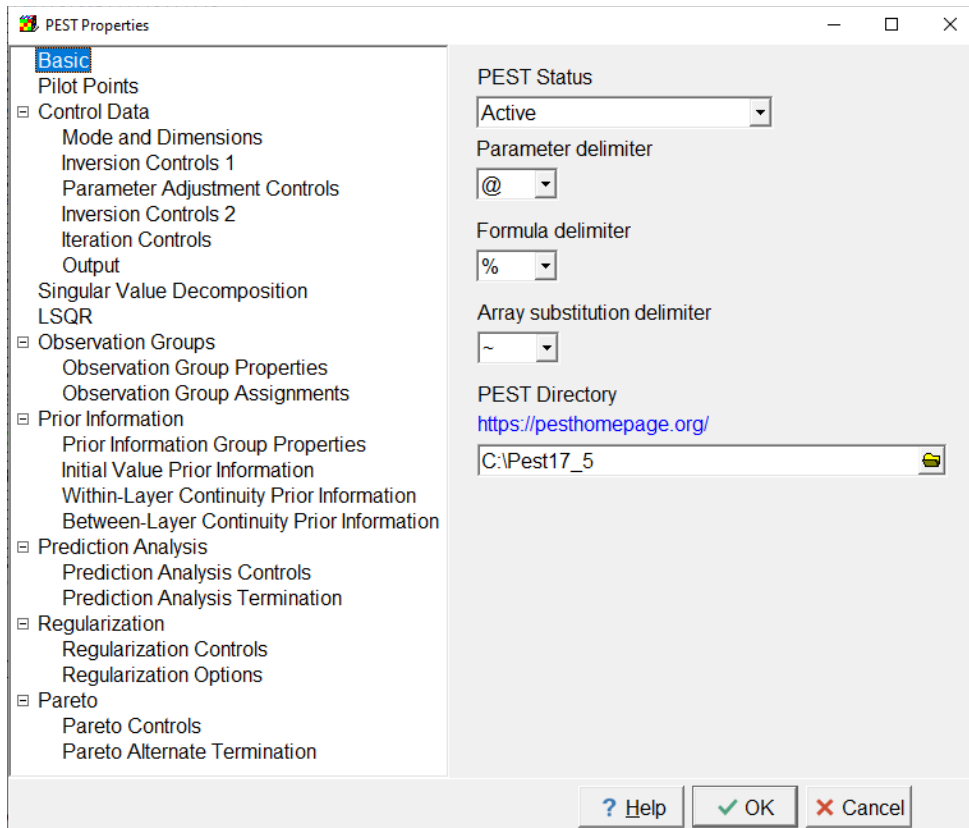 PEST Properties
Basic
Pilot Points
Control Data
Mode and Dimensions
Inversion Controls 1
Parameter Adjustment Controls
Inversion Controls 2
Iteration Controls
Output
Singular Value Decomposition
LSQR
Observation Groups
Observation Group Properties
Observation Group Assignments
Prior Information
Prior Information Group Properties
Initial Value Prior Information
Within-Layer Continuity Prior Information
Between-Layer Continuity Prior Information
Prediction Analysis
Prediction Analysis Controls
Prediction Analysis Termination
Regularization
Regularization Controls
Regularization Options
Pareto
Pareto Controls
Pareto Alternate Termination
PEST Status
Active
Parameter delimiter
@
Formula delimiter
%
Array substitution delimiter
~
PEST Directory
https://pesthomepage.org/
C:\Pest17_5
? Help
OK
Cancel